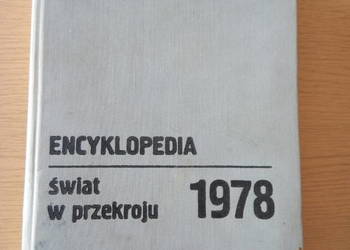 ENCYKLOPEDIA
świat
w przekroju 1978